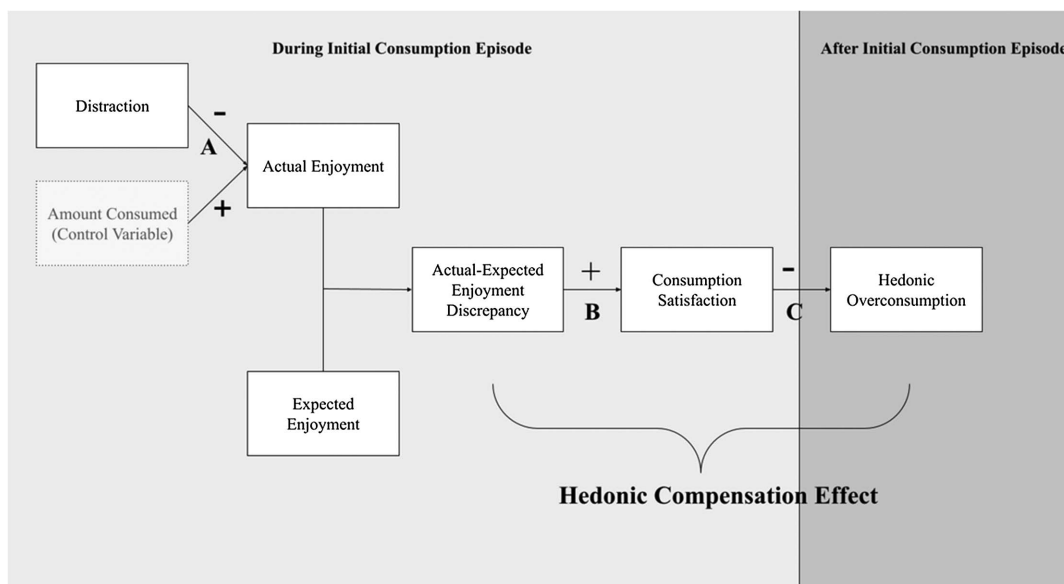 During Initial Consumption Episode
After Initial Consumption Episode
Distraction
-
A
Actual Enjoyment
Amount Consumed
(Control Variable)
+
Actual-Expected
Enjoyment
Discrepancy
+
B
Consumption
Satisfaction
-
C
Hedonic
Overconsumption
Expected
Enjoyment
Hedonic Compensation Effect